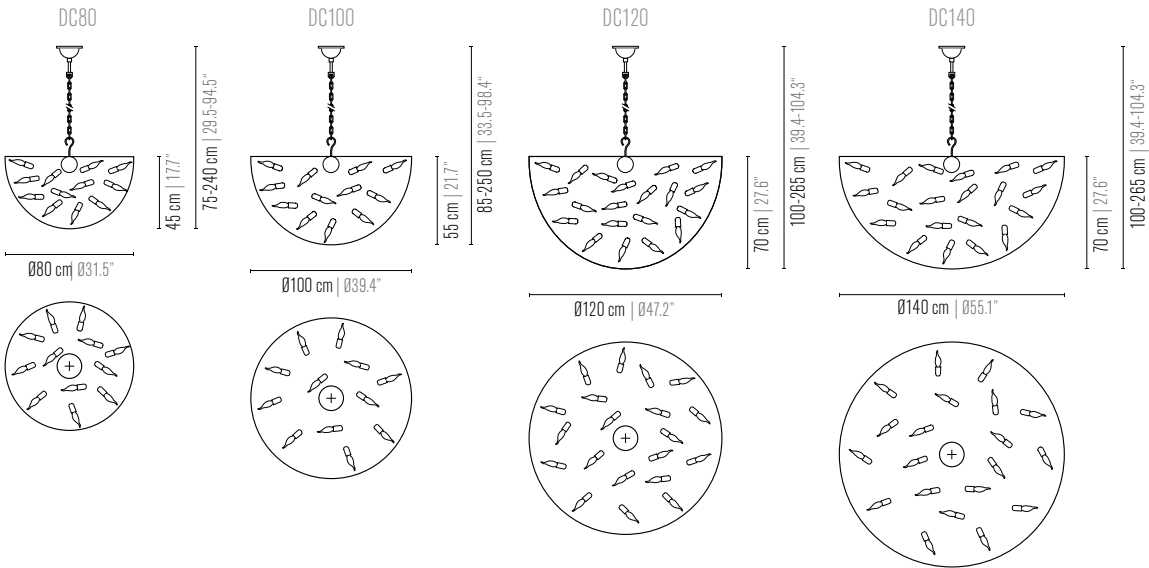 DC80
DC100
DC120
DC140
45 cm | 17.7"
75-240 cm | 29.5-94.5"
55 cm | 21.7"
85-250 cm | 33.5-98.4"
70 cm | 27.6"
100-265 cm | 39.4-104.3"
70 cm | 27.6"
100-265 cm | 39.4-104.3"
Ø80 cm| Ø31.5"
Ø100 cm | Ø39.4"
Ø120 cm | Ø47.2"
Ø140 cm | Ø55.1"